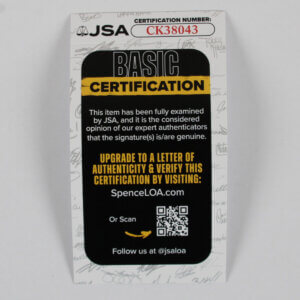 JSA
CERTIFICATION NUMBER:
CK38043
BASIC
CERTIFICATION
This item has been fully examined
by JSA, and it is the considered
opinion of our expert authenticators
that the signature(s) is/are genuine.
UPGRADE TO A LETTER OF
AUTHENTICITY & VERIFY THIS
CERTIFICATION BY VISITING:
SpenceLOA.com
Or Scan
Follow us at @jsaloa